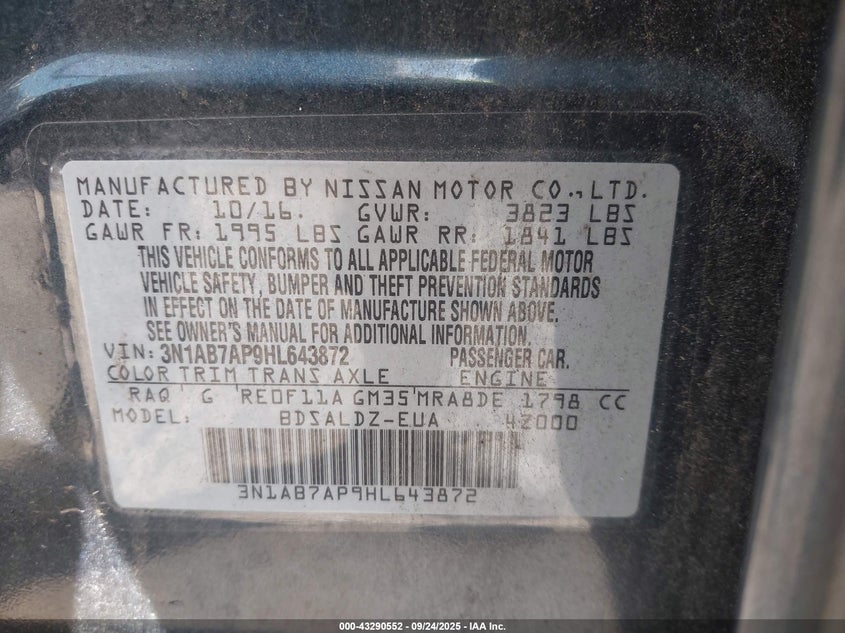 MANUFACTURED BY NISSAN MOTOR CO., LTD.
DATE: 10/16. GVWR: 3823 LBS
GAWR FR: 1995 LBS GAWR RR: 1841 LBS
THIS VEHICLE CONFORMS TO ALL APPLICABLE FEDERAL MOTOR
VEHICLE SAFETY, BUMPER AND THEFT PREVENTION STANDARDS
IN EFFECT ON THE DATE OF MANUFACTURE SHOWN ABOVE.
SEE OWNER'S MANUAL FOR ADDITIONAL INFORMATION.
VIN: 3N1AB7AP9HL643872 PASSENGER CAR.
COLOR TRIM TRANS AXLE ENGINE
RAQ G RE0F11A GM35 MRA8DE 1798 CC
MODEL: BDSALDZ-EUA 4Z000
3N1AB7AP9HL643872
000-43290552 - 09/24/2025 - IAA Inc.